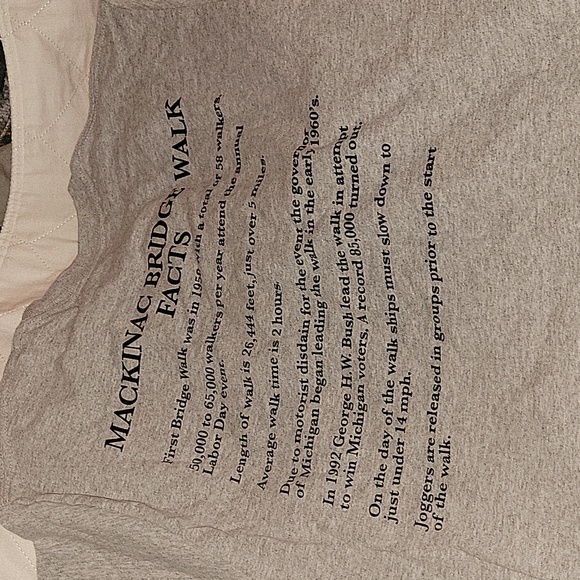 MACKINAC BRIDGE WALK
FACTS
First Bridge Walk was in 1958 with a total of 58 walkers.
50,000 to 65,000 walkers per year attend the annual
Labor Day event.
Length of walk is 26,444 feet, just over 5 miles.
Average walk time is 2 hours.
Due to motorist disdain for the event the governor
of Michigan began leading the walk in the early 1960's.
In 1992 George H.W. Bush lead the walk in attempt
to win Michigan voters. A record 85,000 turned out.
On the day of the walk ships must slow down to
just under 14 mph.
Joggers are released in groups prior to the start
of the walk.